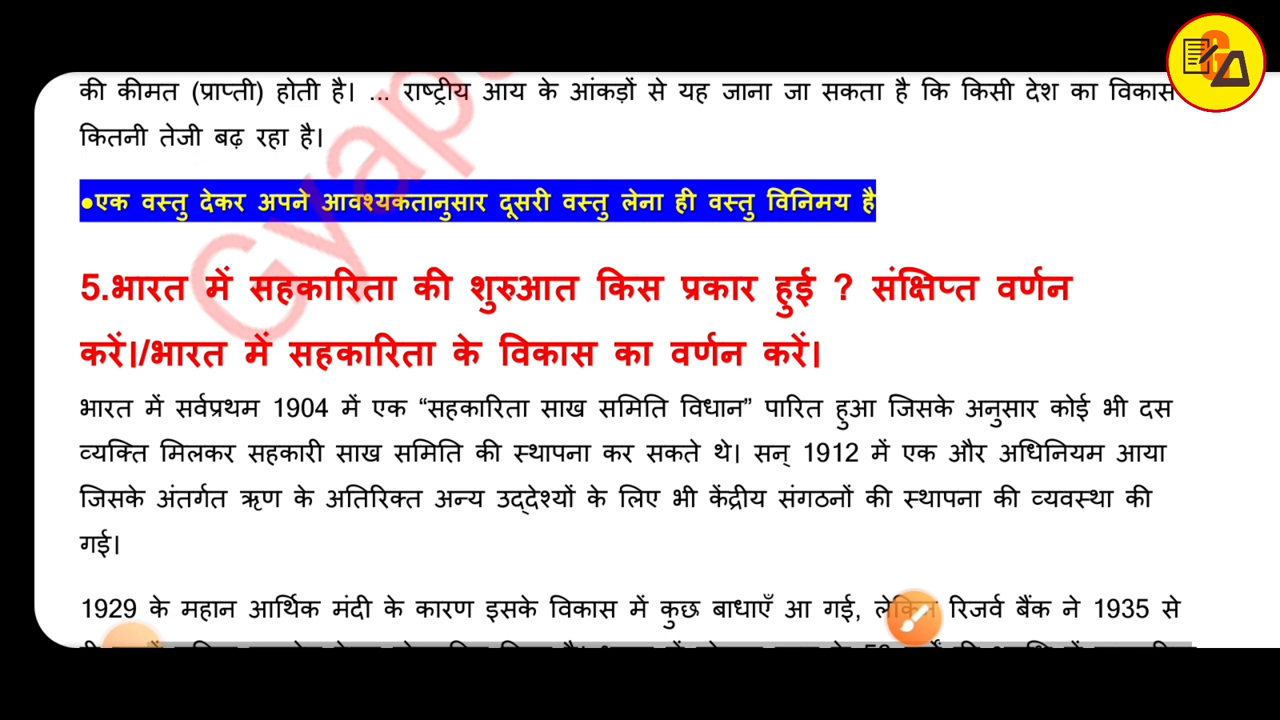 की कीमत (प्राप्ती) होती है। ... राष्ट्रीय आय के आंकड़ों से यह जाना जा सकता है कि किसी देश का विकास
कितनी तेजी बढ़ रहा है।
●एक वस्तु देकर अपने आवश्यकतानुसार दूसरी वस्तु लेना ही वस्तु विनिमय है
5.भारत में सहकारिता की शुरुआत किस प्रकार हुई ? संक्षिप्त वर्णन
करें।/भारत में सहकारिता के विकास का वर्णन करें।
भारत में सर्वप्रथम 1904 में एक “सहकारिता साख समिति विधान” पारित हुआ जिसके अनुसार कोई भी दस
व्यक्ति मिलकर सहकारी साख समिति की स्थापना कर सकते थे। सन् 1912 में एक और अधिनियम आया
जिसके अंतर्गत ऋण के अतिरिक्त अन्य उद्देश्यों के लिए भी केंद्रीय संगठनों की स्थापना की व्यवस्था की
गई।
1929 के महान आर्थिक मंदी के कारण इसके विकास में कुछ बाधाएँ आ गई, लेकिन रिजर्व बैंक ने 1935 से